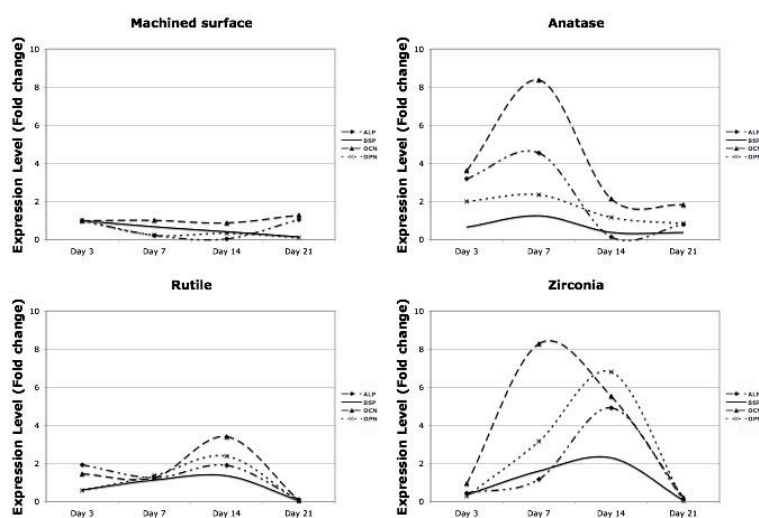 Machined surface
Expression Level (Fold change)
10
8
6
4
2
0
Day 3 Day 7 Day 14 Day 21
ALP
BSP
OCN
OPN
Anatase
Expression Level (Fold change)
10
8
6
4
2
0
Day 3 Day 7 Day 14 Day 21
ALP
BSP
OCN
OPN
Rutile
Expression Level (Fold change)
10
8
6
4
2
0
Day 3 Day 7 Day 14 Day 21
ALP
BSP
OCN
OPN
Zirconia
Expression Level (Fold change)
10
8
6
4
2
0
Day 3 Day 7 Day 14 Day 21
ALP
BSP
OCN
OPN